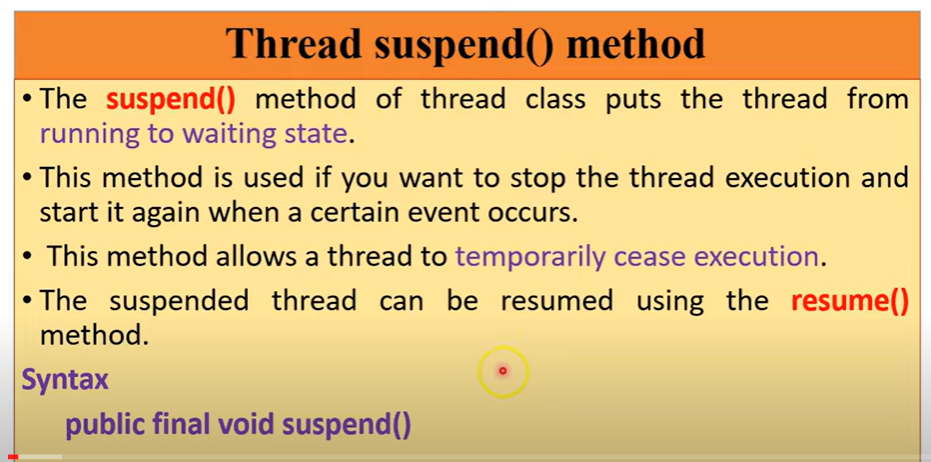 Thread suspend() method
• The suspend() method of thread class puts the thread from
running to waiting state.
• This method is used if you want to stop the thread execution and
start it again when a certain event occurs.
• This method allows a thread to temporarily cease execution.
• The suspended thread can be resumed using the resume()
method.
Syntax
public final void suspend()